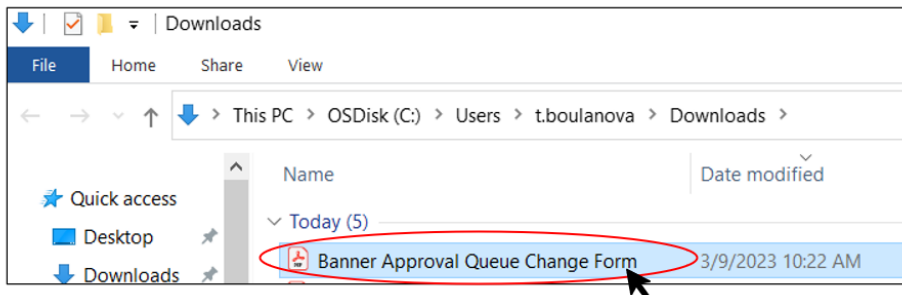 Downloads
File Home Share View
This PC > OSDisk (C:) > Users > t.boulanova > Downloads >
Name Date modified
Quick access
Today (5)
Desktop
Banner Approval Queue Change Form 3/9/2023 10:22 AM
Downloads